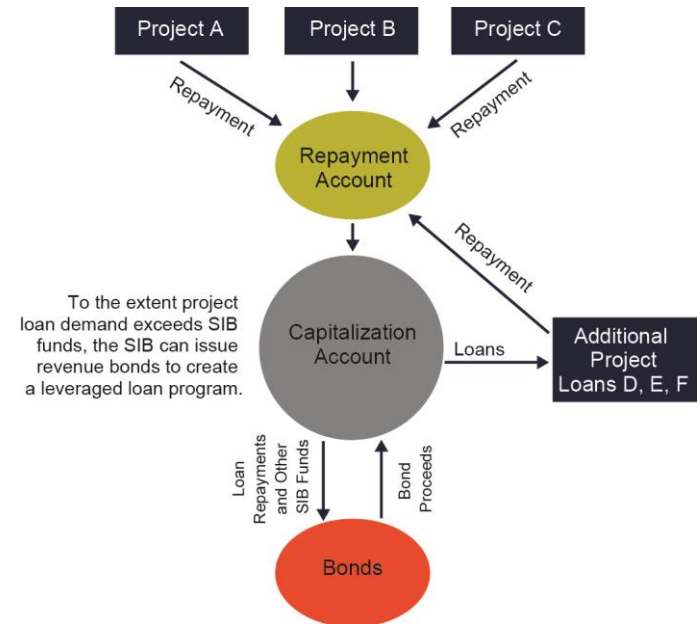 Project A
Project B
Project C
Repayment
Repayment
Repayment
Account
Repayment
To the extent project
loan demand exceeds SIB
funds, the SIB can issue
revenue bonds to create
a leveraged loan program.
Capitalization
Account
Loans
Additional
Project
Loans D, E, F
Loan
Repayments
and Other
SIB Funds
Bond
Proceeds
Bonds